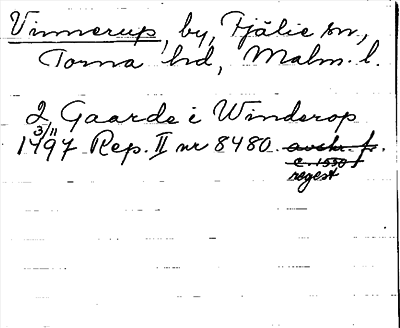 Vinnerup, by, Fjälie sn.,
Torna hd, Malm. l.
2 Gaarde i Winderop
3/11
1497 Rep. II nr 8480. avskr. fr.
c. 1550
regest